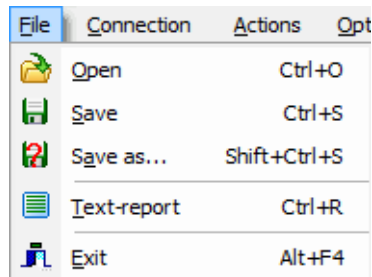 File Connection Actions Opt
Open Ctrl+O
Save Ctrl+S
Save as... Shift+Ctrl+S
Text-report Ctrl+R
Exit Alt+F4